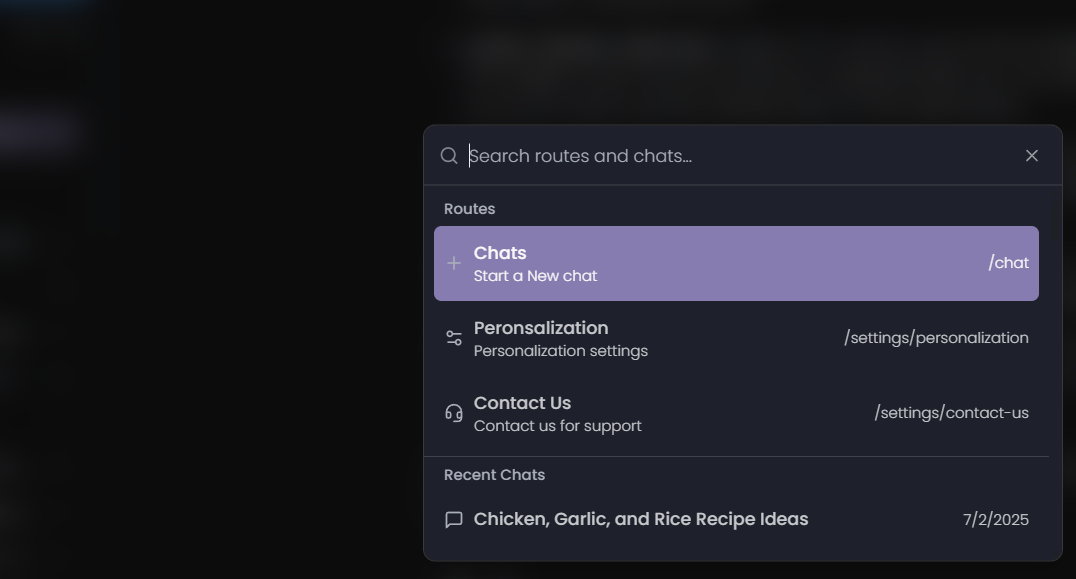 Search routes and chats...
Routes
Chats
Start a New chat
/chat
Peronsalization
Personalization settings
/settings/personalization
Contact Us
Contact us for support
/settings/contact-us
Recent Chats
Chicken, Garlic, and Rice Recipe Ideas
7/2/2025